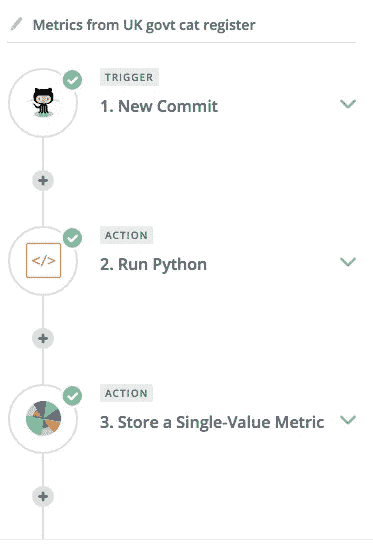 Metrics from UK govt cat register
TRIGGER
1. New Commit
ACTION
</>
2. Run Python
ACTION
3. Store a Single-Value Metric